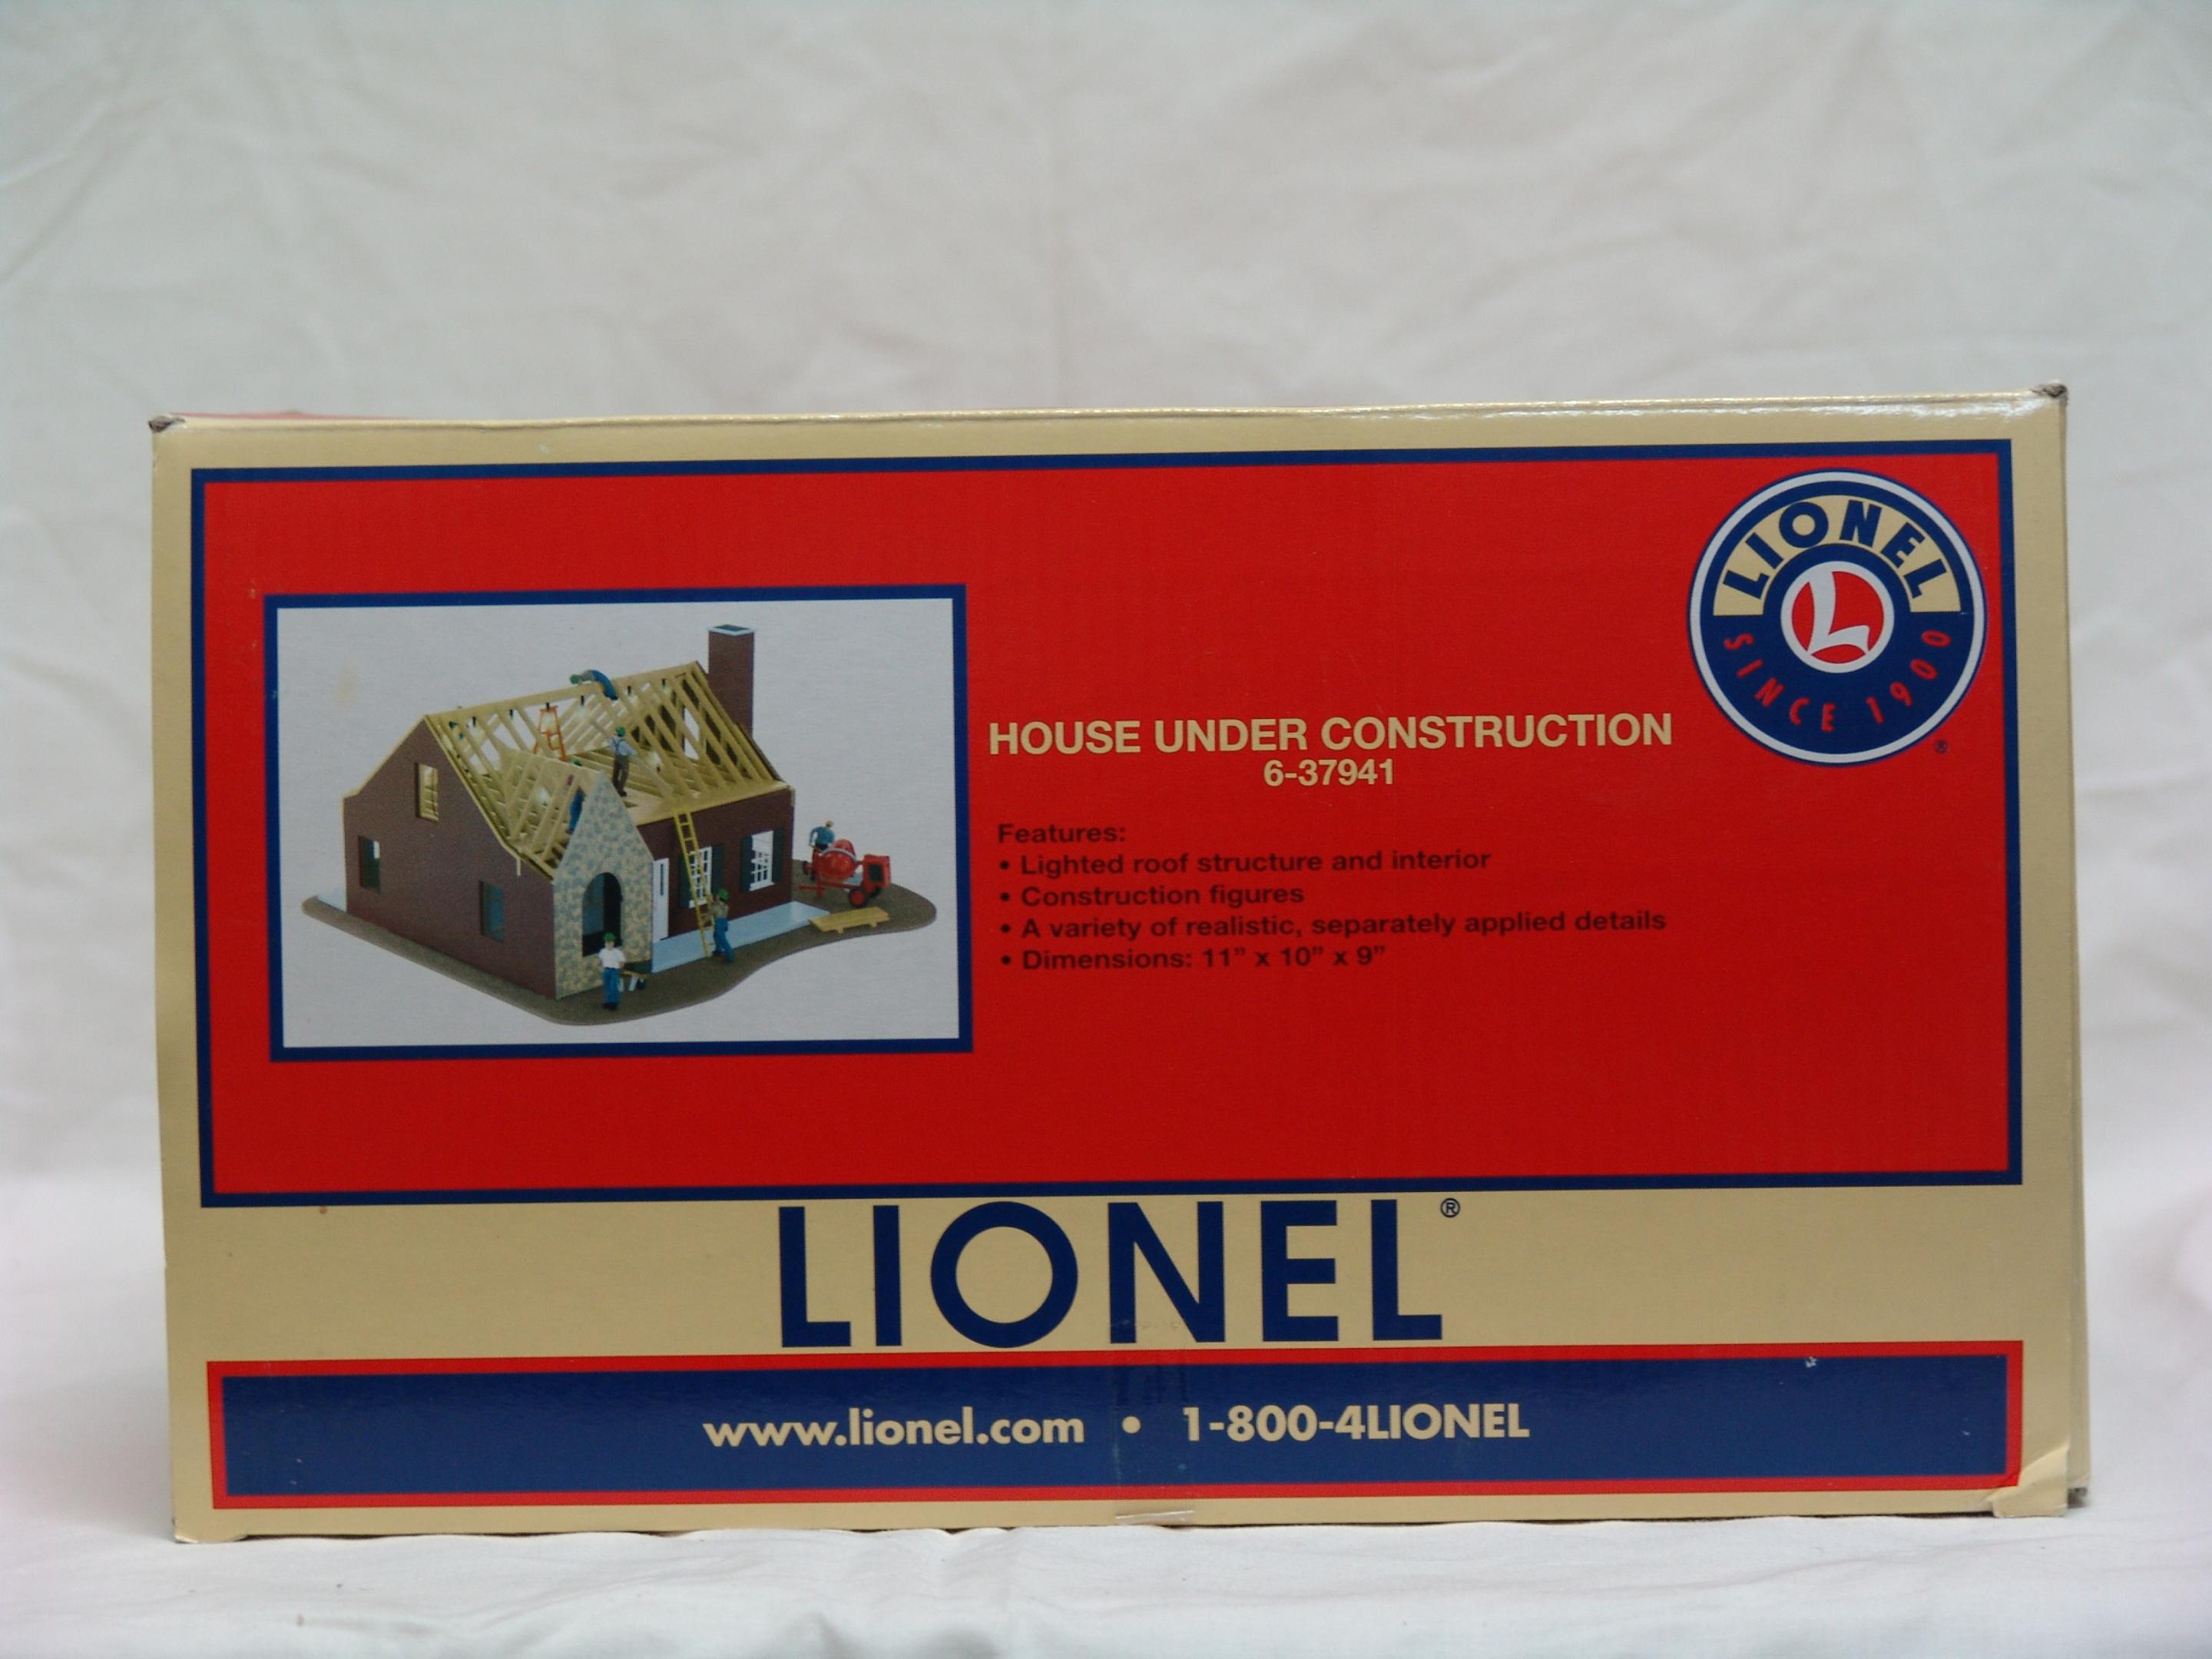 LIONEL
L
SINCE 1900
®
HOUSE UNDER CONSTRUCTION
6-37941
Features:
• Lighted roof structure and interior
• Construction figures
• A variety of realistic, separately applied details
• Dimensions: 11” x 10” x 9”
LIONEL®
www.lionel.com • 1-800-4LIONEL